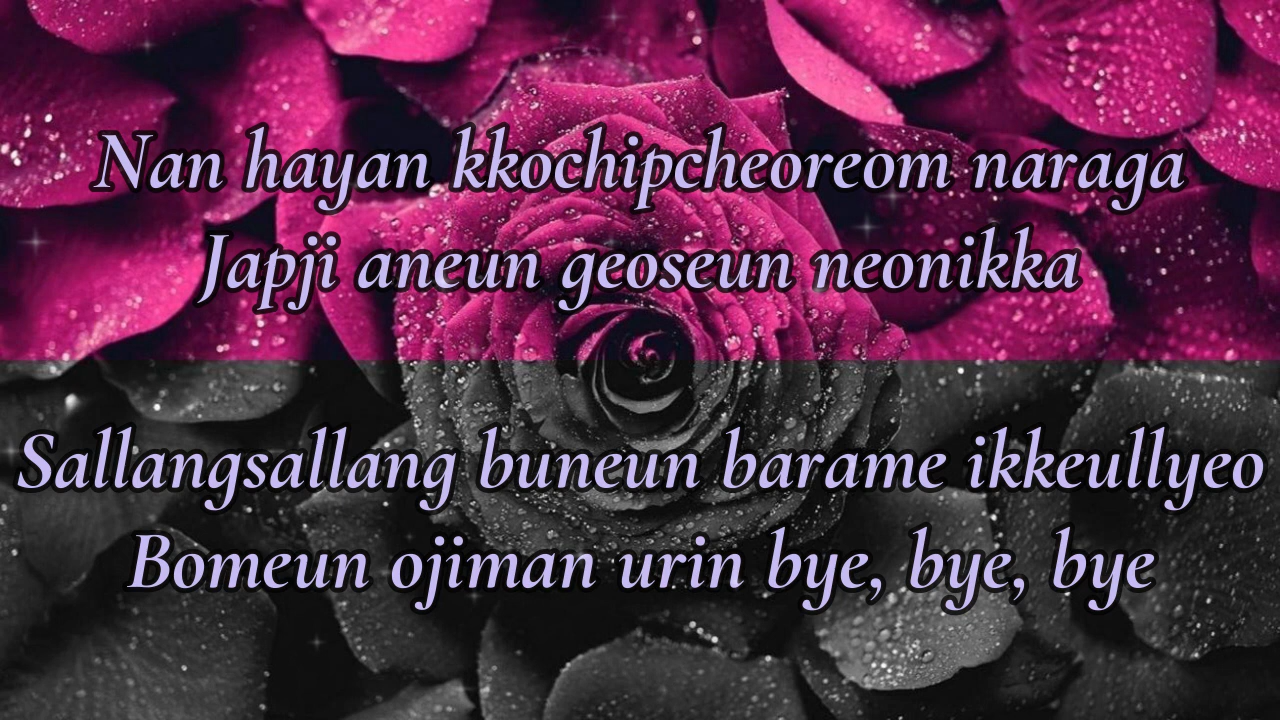 Nan hayan kkochipcheoreom naraga
Japji aneun geoseun neonikka
Sallangsallang buneun barame ikkeullyeo
Bomeun ojiman urin bye, bye, bye